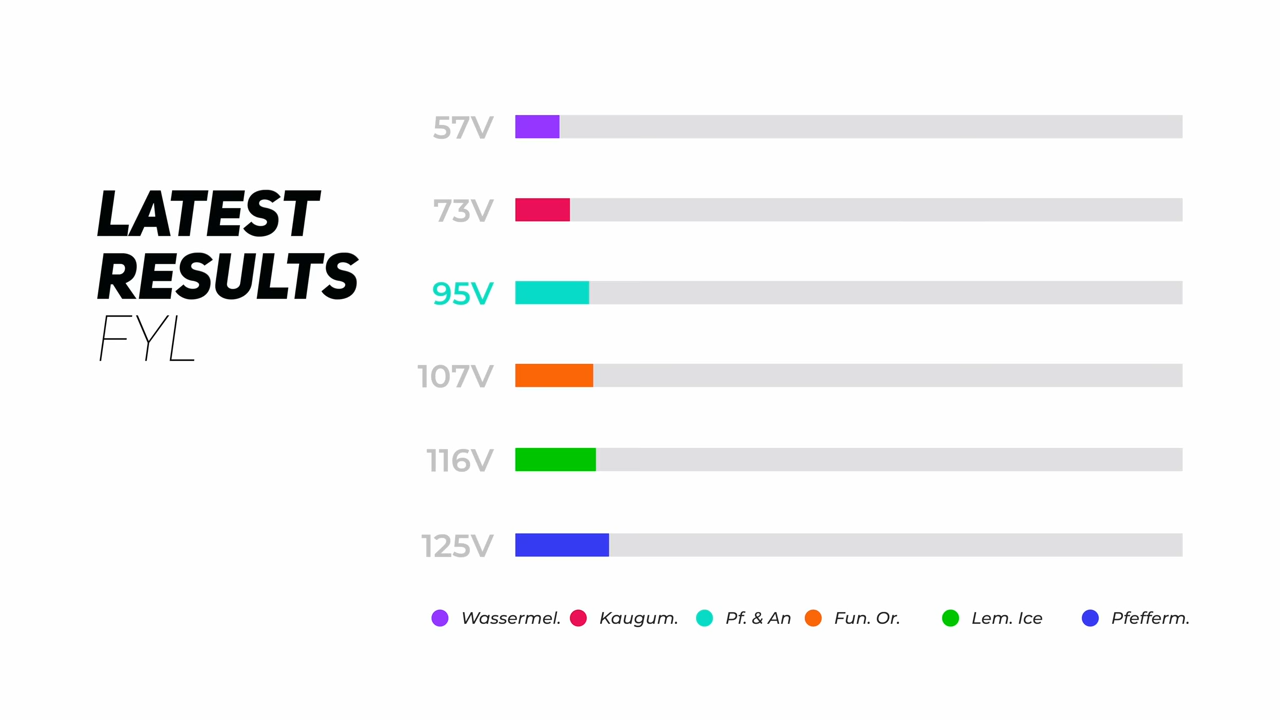 LATEST
RESULTS
FYL
57V
73V
95V
107V
116V
125V
Wassermel. Kaugum. Pf. & An Fun. Or. Lem. Ice Pfefferm.